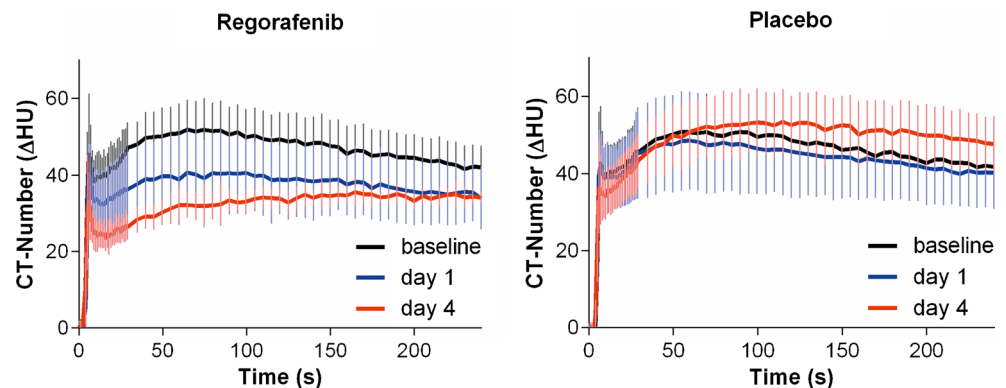 Regorafenib
CT-Number (ΔHU)
60
40
20
0
baseline
day 1
day 4
0
50
100
150
200
Time (s)
Placebo
CT-Number (ΔHU)
60
40
20
0
baseline
day 1
day 4
0
50
100
150
200
Time (s)